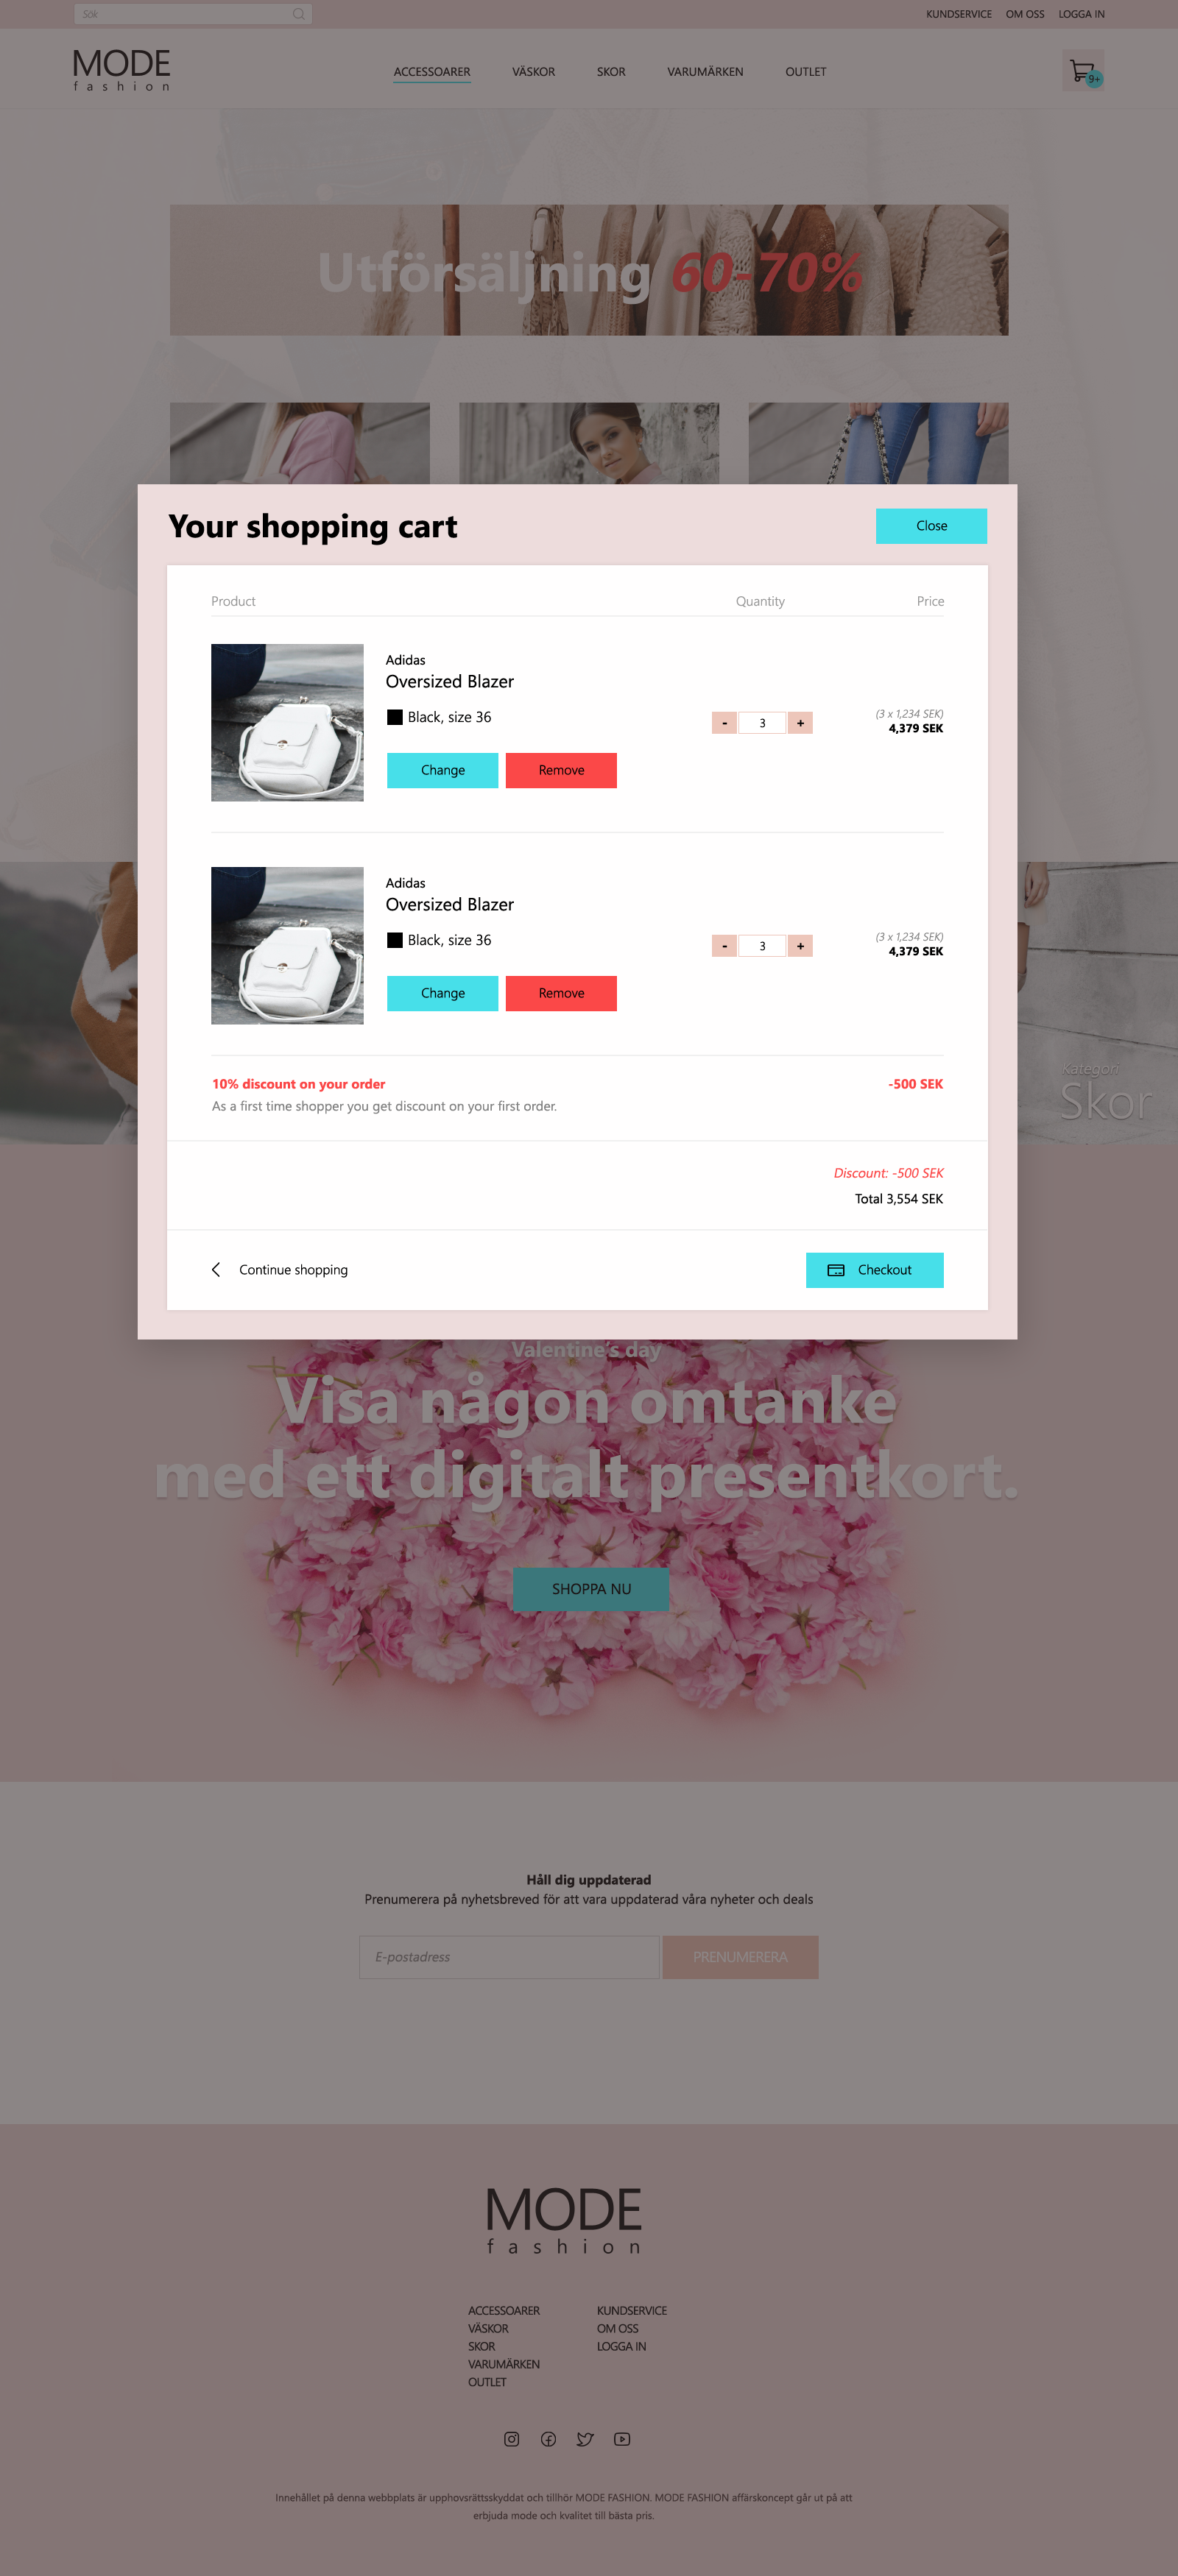 Sök
KUNDSERVICE OM OSS LOGGA IN
MODE
fashion
ACCESSOARER VÄSKOR SKOR VARUMÄRKEN OUTLET
9+
Utförsäljning 60-70%
Your shopping cart
Close
Product Quantity Price
Adidas
Oversized Blazer
Black, size 36
- 3 +
(3 x 1,234 SEK)
4,379 SEK
Change Remove
Adidas
Oversized Blazer
Black, size 36
- 3 +
(3 x 1,234 SEK)
4,379 SEK
Change Remove
10% discount on your order -500 SEK
As a first time shopper you get discount on your first order.
Kategori
Skor
Discount: -500 SEK
Total 3,554 SEK
Continue shopping Checkout
Valentine's day
Visa någon omtanke
med ett digitalt presentkort.
SHOPPA NU
Håll dig uppdaterad
Prenumerera på nyhetsbreved för att vara uppdaterad våra nyheter och deals
E-postadress PRENUMERERA
MODE
fashion
ACCESSOARER KUNDSERVICE
VÄSKOR OM OSS
SKOR LOGGA IN
VARUMÄRKEN
OUTLET
Innehållet på denna webbplats är upphovsrättsskyddat och tillhör MODE FASHION. MODE FASHION affärskoncept går ut på att
erbjuda mode och kvalitet till bästa pris.